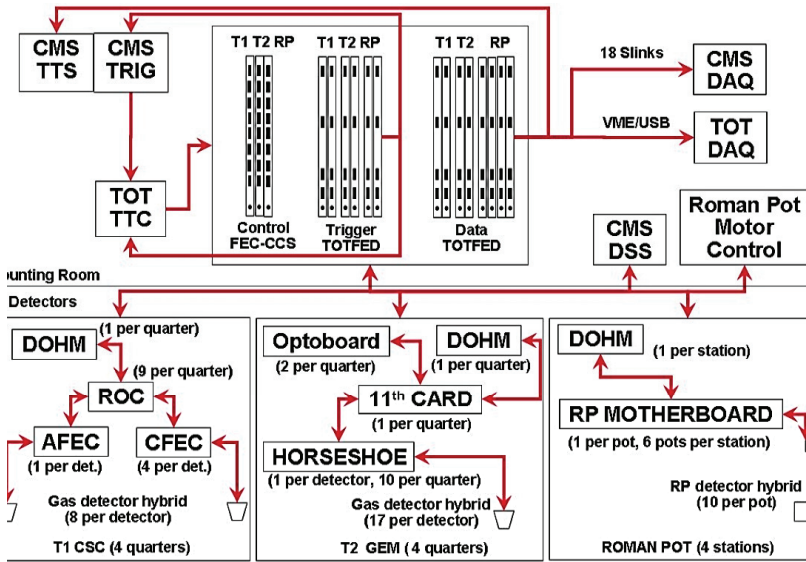 T1 T2 RP
T1 T2 RP
T1 T2 RP
CMS
TTS
CMS
TRIG
18 Slinks
CMS
DAQ
VME/USB
TOT
DAQ
TOT
TTC
Control
FEC-CCS
Trigger
TOTFED
Data
TOTFED
CMS
DSS
Roman Pot
Motor
Control
ounting Room
Detectors
(1 per quarter)
DOHM
(9 per quarter)
ROC
AFEC
(1 per det.)
CFEC
(4 per det.)
Gas detector hybrid
(8 per detector)
T1 CSC (4 quarters)
Optoboard
(2 per quarter)
DOHM
(1 per quarter)
11th CARD
(1 per quarter)
HORSESHOE
(1 per detector, 10 per quarter)
Gas detector hybrid
(17 per detector)
T2 GEM (4 quarters)
DOHM
(1 per station)
RP MOTHERBOARD
(1 per pot, 6 pots per station)
RP detector hybrid
(10 per pot)
ROMAN POT (4 stations)